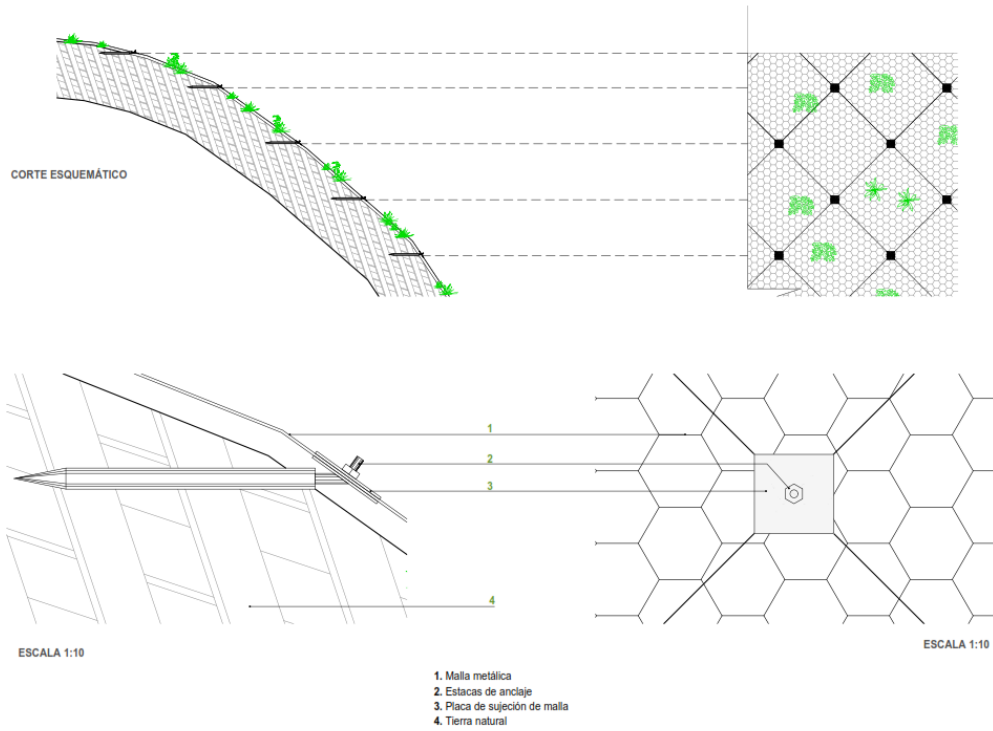 CORTE ESQUEMÁTICO
1
2
3
4
ESCALA 1:10
ESCALA 1:10
1. Malla metálica
2. Estacas de anclaje
3. Placa de sujeción de malla
4. Tierra natural